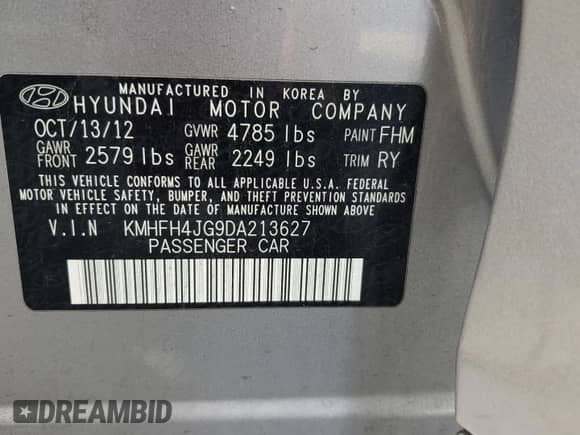 MANUFACTURED IN KOREA BY
HYUNDAI MOTOR COMPANY
OCT/13/12 GVWR 4785 lbs PAINT FHM
GAWR FRONT 2579 lbs GAWR REAR 2249 lbs TRIM RY
THIS VEHICLE CONFORMS TO ALL APPLICABLE U.S.A. FEDERAL
MOTOR VEHICLE SAFETY, BUMPER, AND THEFT PREVENTION STANDARDS
IN EFFECT ON THE DATE OF MANUFACTURE SHOWN ABOVE.
V.I.N KMHFH4JG9DA213627
PASSENGER CAR
DREAMBID